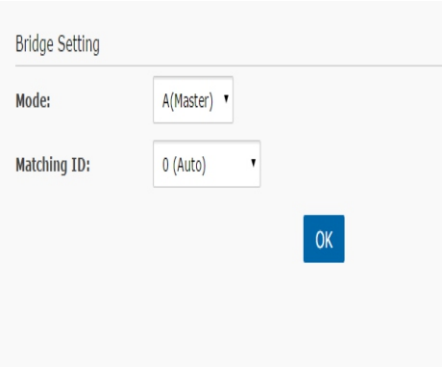 Bridge Setting
Mode: A(Master)
Matching ID: 0 (Auto)
OK